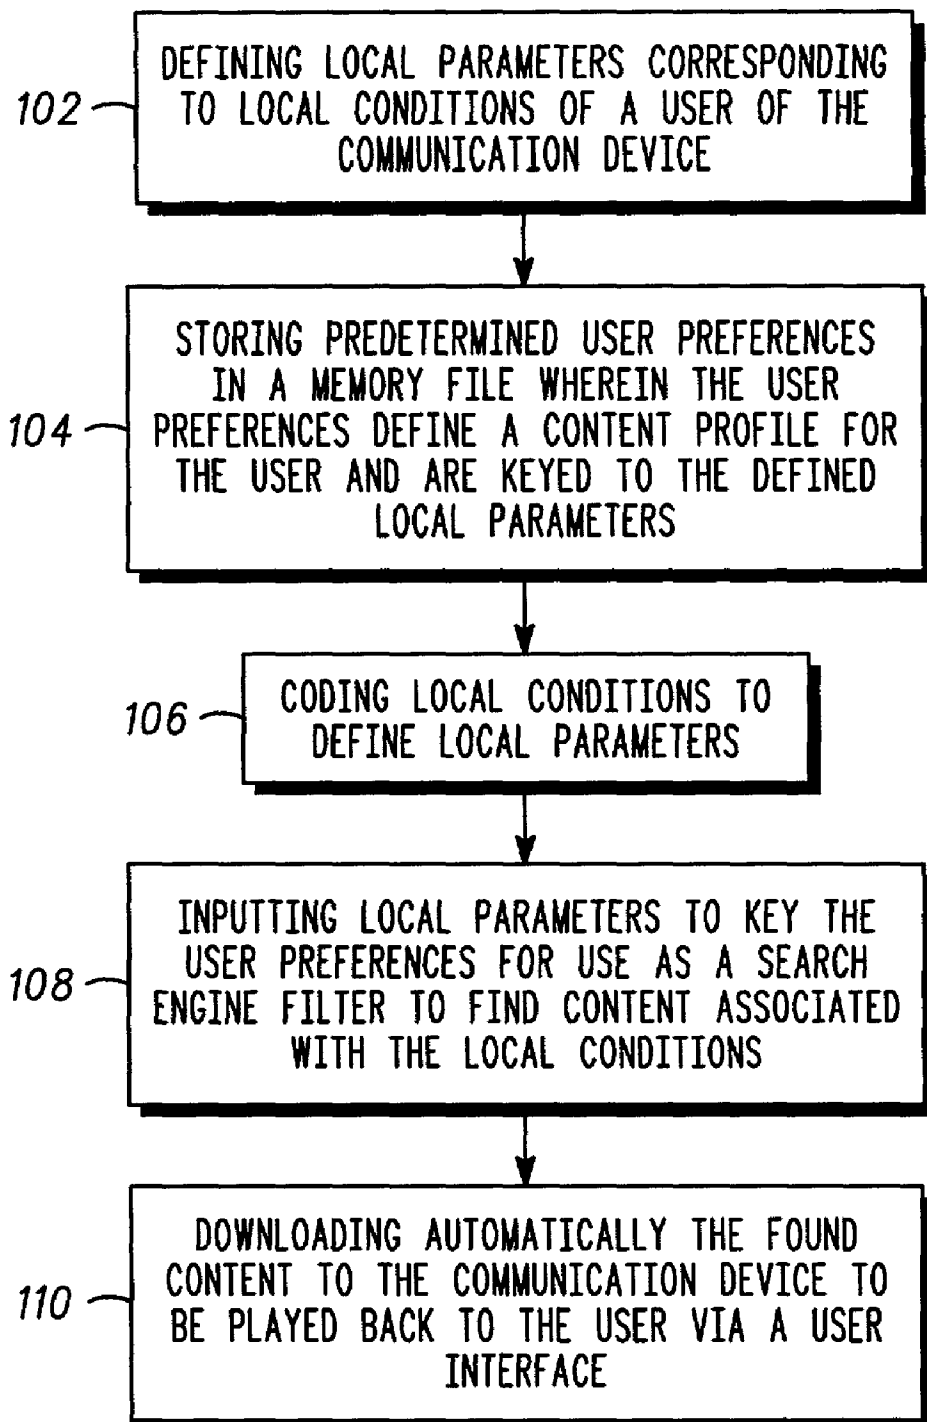 102
DEFINING LOCAL PARAMETERS CORRESPONDING
TO LOCAL CONDITIONS OF A USER OF THE
COMMUNICATION DEVICE
104
STORING PREDETERMINED USER PREFERENCES
IN A MEMORY FILE WHEREIN THE USER
PREFERENCES DEFINE A CONTENT PROFILE FOR
THE USER AND ARE KEYED TO THE DEFINED
LOCAL PARAMETERS
106
CODING LOCAL CONDITIONS TO
DEFINE LOCAL PARAMETERS
108
INPUTTING LOCAL PARAMETERS TO KEY THE
USER PREFERENCES FOR USE AS A SEARCH
ENGINE FILTER TO FIND CONTENT ASSOCIATED
WITH THE LOCAL CONDITIONS
110
DOWNLOADING AUTOMATICALLY THE FOUND
CONTENT TO THE COMMUNICATION DEVICE TO
BE PLAYED BACK TO THE USER VIA A USER
INTERFACE